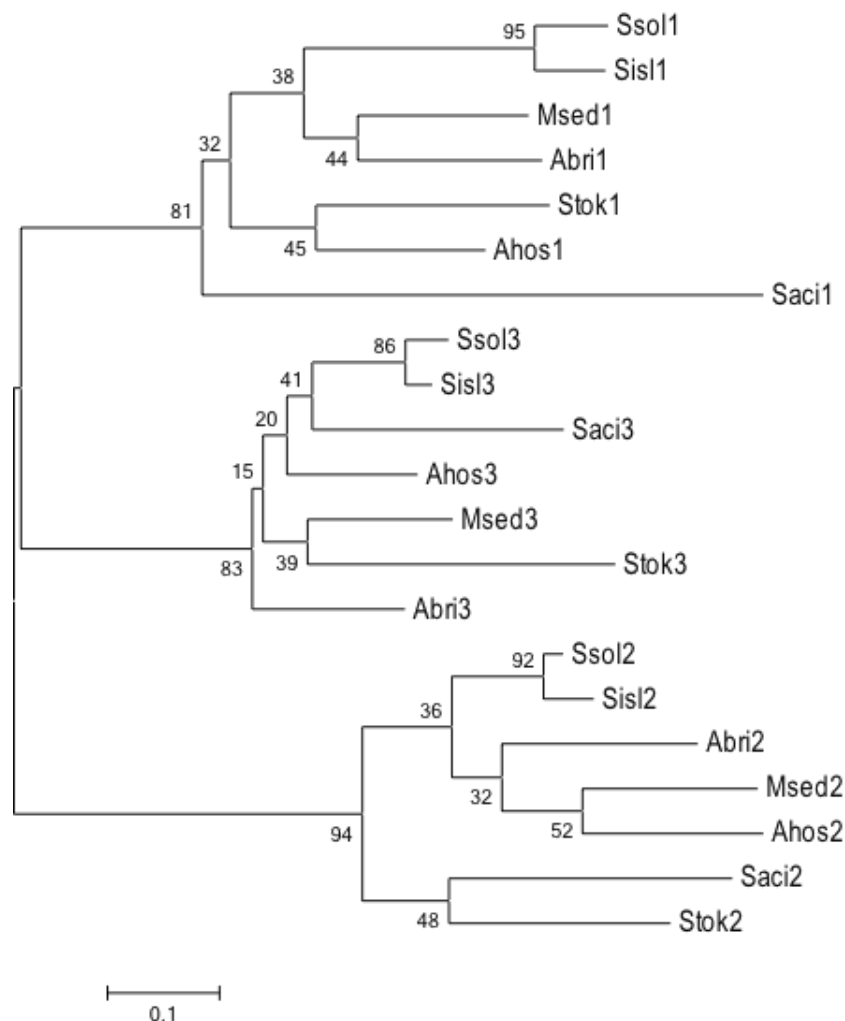 95
Ssol1
Sisl1
38
Msed1
44
Abri1
32
Stok1
81
45
Ahos1
Saci1
86
Ssol3
Sisl3
41
Saci3
20
Ahos3
15
Msed3
39
Stok3
83
Abri3
92
Ssol2
Sisl2
36
Abri2
32
Msed2
52
Ahos2
94
Saci2
48
Stok2
0.1